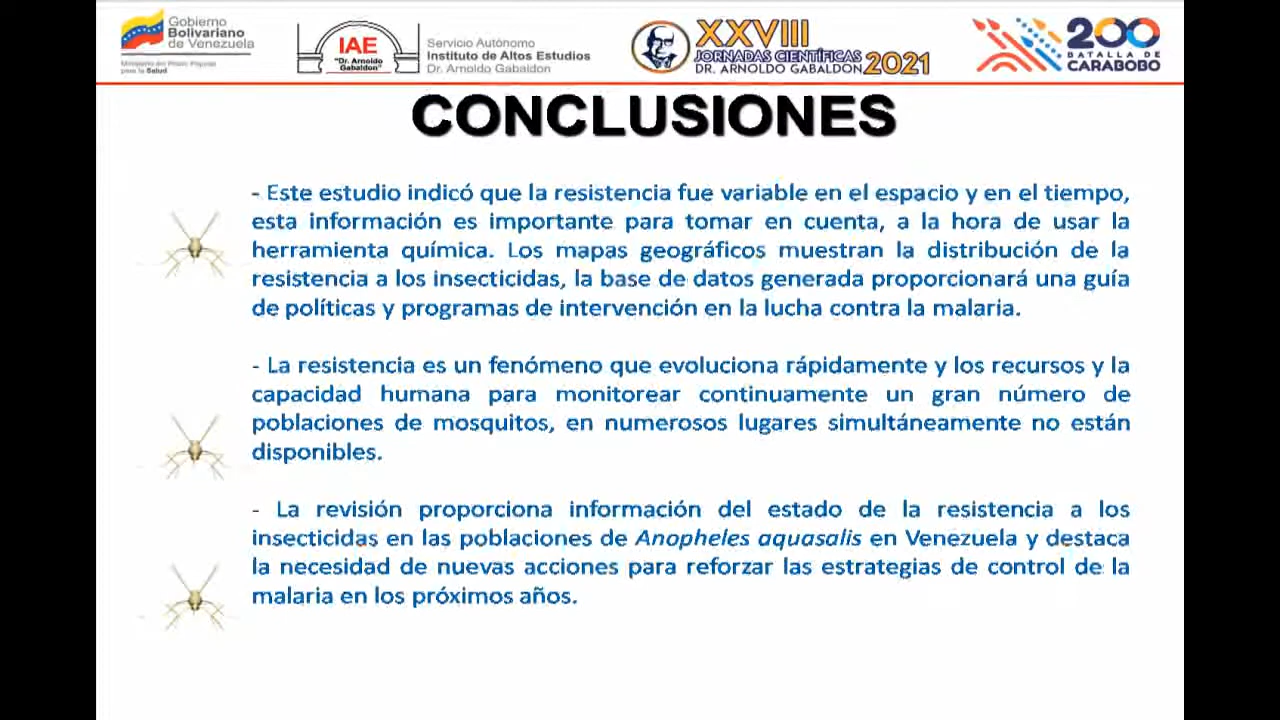 Gobierno
Bolivariano
de Venezuela
Ministerio del Poder Popular
para la Salud
IAE
"Dr. Arnoldo
Gabaldon"
Servicio Autónomo
Instituto de Altos Estudios
Dr. Arnoldo Gabaldon
XXVIII
JORNADAS CIENTÍFICAS
DR. ARNOLDO GABALDON 2021
200
BATALLA DE
CARABOBO
CONCLUSIONES
- Este estudio indicó que la resistencia fue variable en el espacio y en el tiempo,
esta información es importante para tomar en cuenta, a la hora de usar la
herramienta química. Los mapas geográficos muestran la distribución de la
resistencia a los insecticidas, la base de datos generada proporcionará una guía
de políticas y programas de intervención en la lucha contra la malaria.
- La resistencia es un fenómeno que evoluciona rápidamente y los recursos y la
capacidad humana para monitorear continuamente un gran número de
poblaciones de mosquitos, en numerosos lugares simultáneamente no están
disponibles.
- La revisión proporciona información del estado de la resistencia a los
insecticidas en las poblaciones de Anopheles aquasalis en Venezuela y destaca
la necesidad de nuevas acciones para reforzar las estrategias de control de la
malaria en los próximos años.